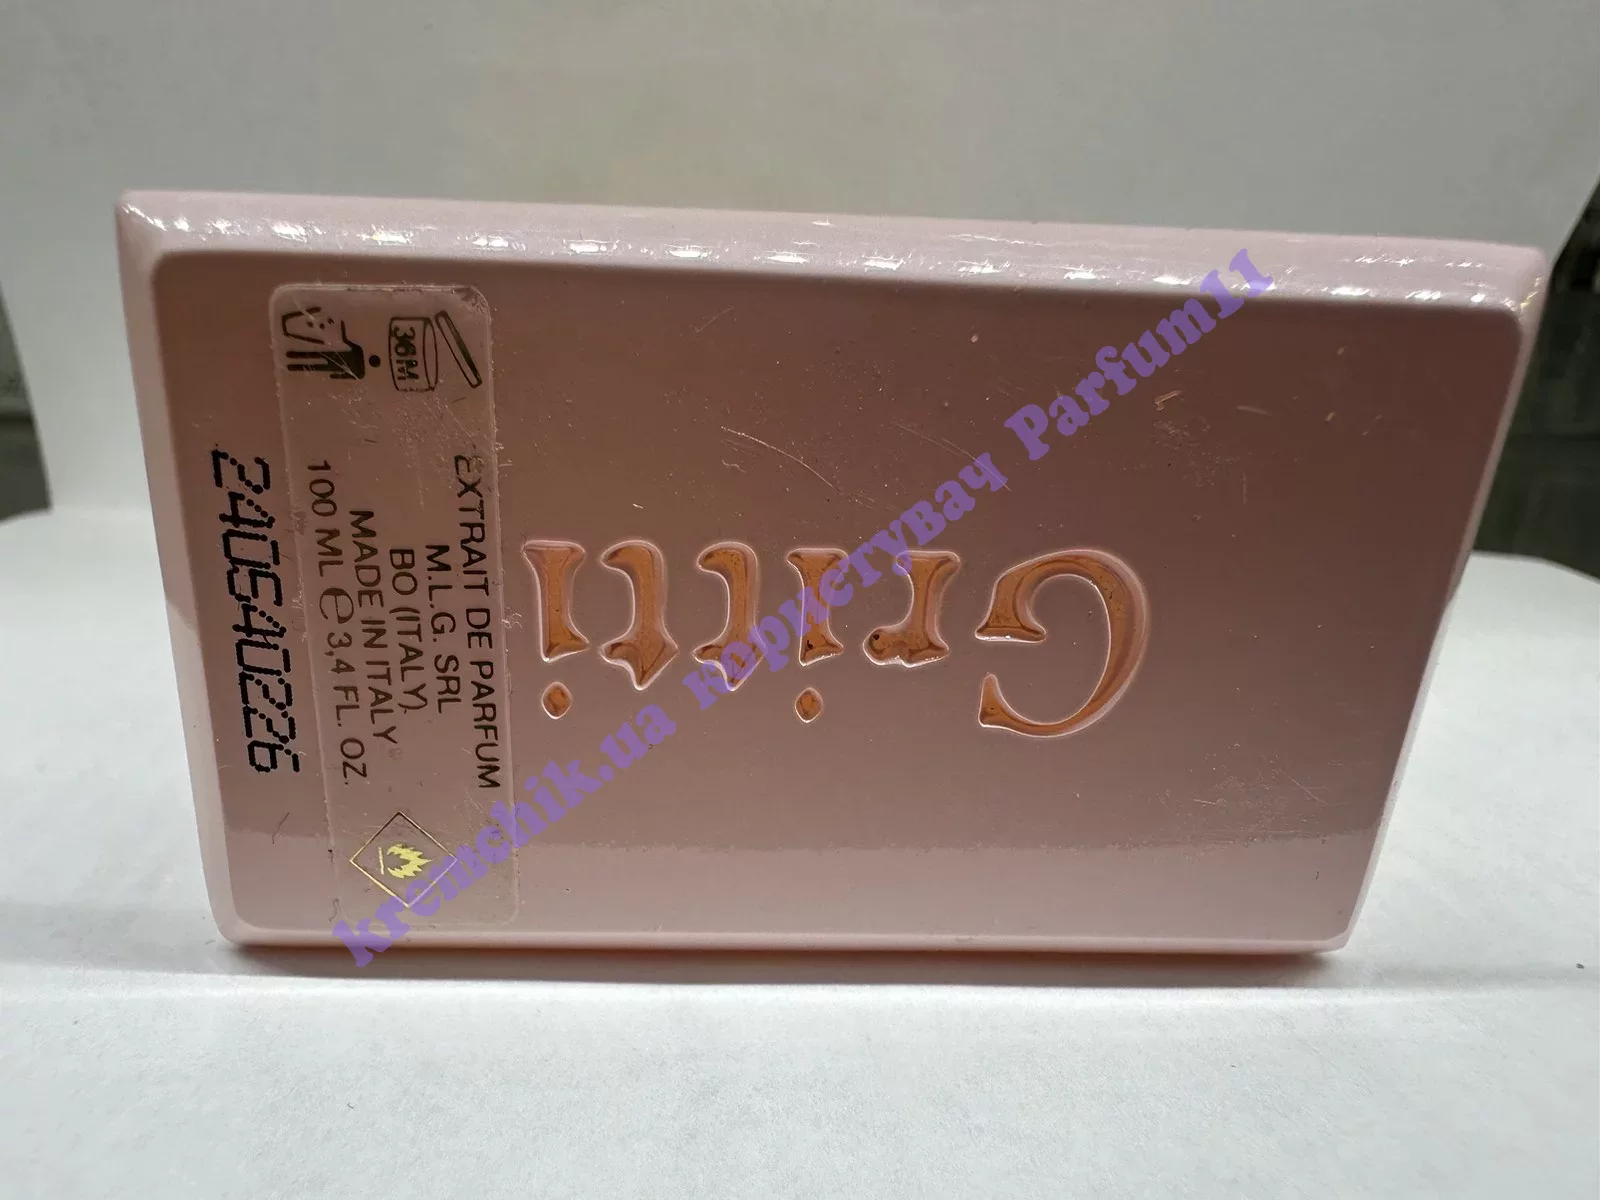 Gritti
36M
EXTRAIT DE PARFUM
M.L.G. SRL
BO (ITALY).
MADE IN ITALY
100 ML ℮ 3,4 FL. OZ.
2406A0226
kremchik.ua користуВач Parfum11